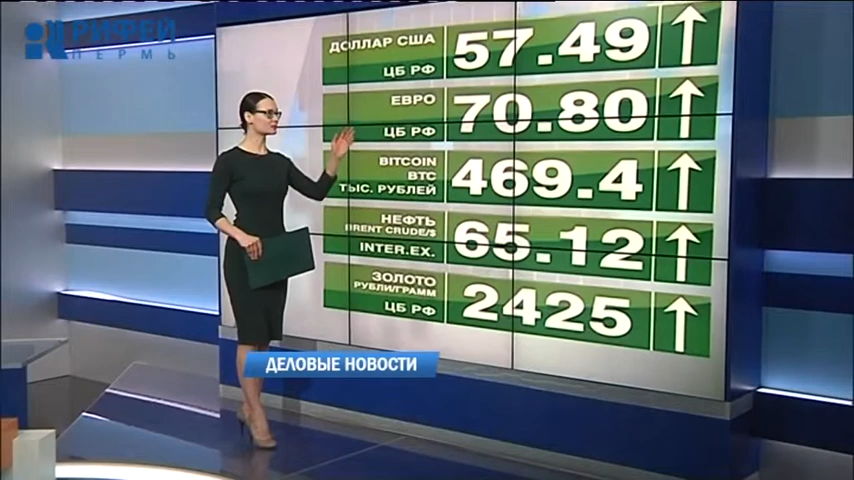 РИФЕЙ
ПЕРМЬ
ДОЛЛАР США
ЦБ РФ
57.49
ЕВРО
ЦБ РФ
70.80
BITCOIN
BTC
ТЫС. РУБЛЕЙ
469.4
НЕФТЬ
BRENT CRUDE/$
INTER.EX.
65.12
ЗОЛОТО
РУБЛИ/ГРАММ
ЦБ РФ
2425
ДЕЛОВЫЕ НОВОСТИ